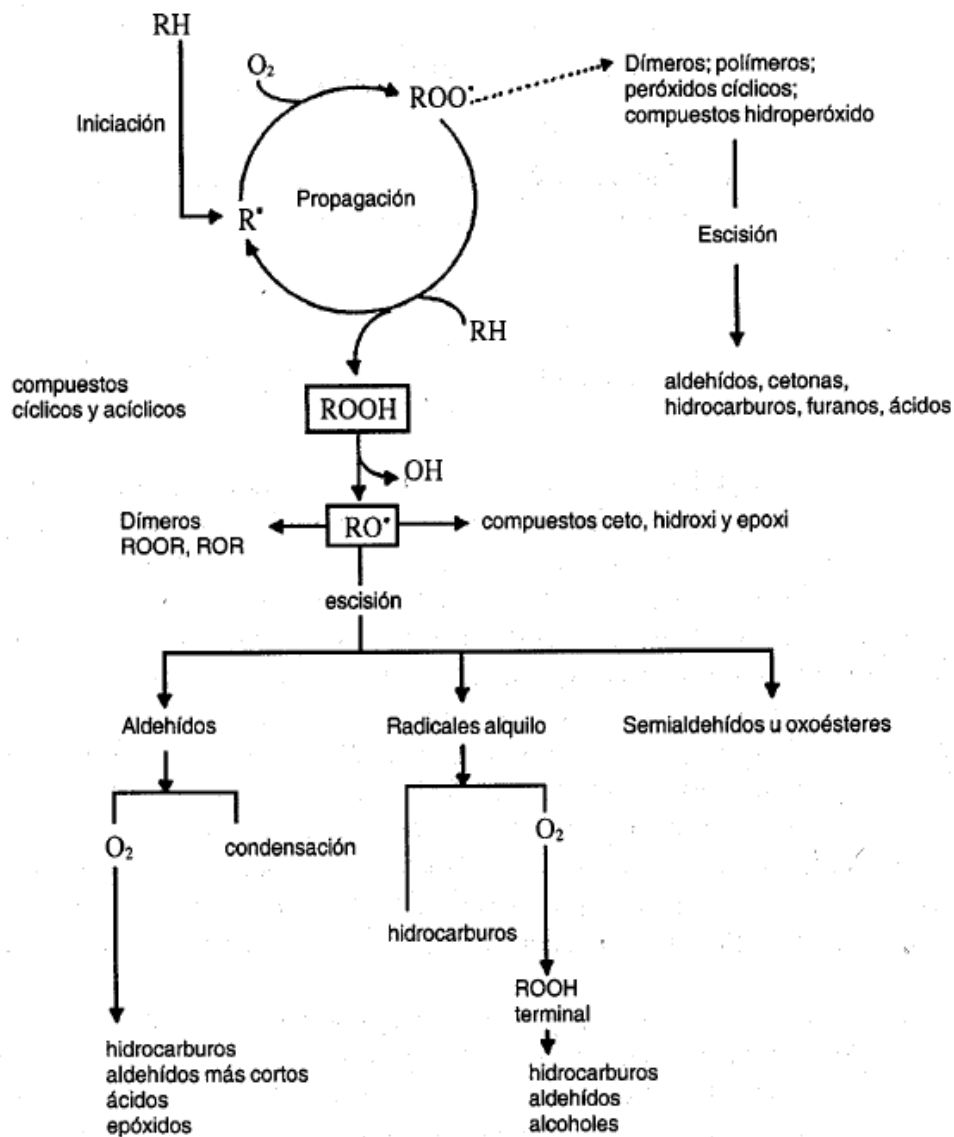 RH
O₂
ROO•
Dímeros; polímeros;
peróxidos cíclicos;
compuestos hidroperóxido
Iniciación
Propagación
R•
Escisión
RH
compuestos
cíclicos y acíclicos
ROOH
aldehídos, cetonas,
hidrocarburos, furanos, ácidos
OH
Dímeros
ROOR, ROR
RO•
compuestos ceto, hidroxi y epoxi
escisión
Aldehídos
Radicales alquilo
Semialdehídos u oxoésteres
O₂
condensación
O₂
hidrocarburos
ROOH
terminal
hidrocarburos
aldehídos más cortos
ácidos
epóxidos
hidrocarburos
aldehídos
alcoholes